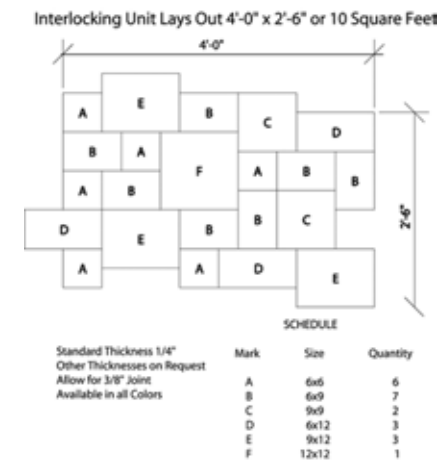 Interlocking Unit Lays Out 4'-0" x 2'-6" or 10 Square Feet
4'-0"
A
E
B
C
D
B
A
F
A
B
B
A
B
B
C
D
E
B
A
A
D
E
2'-6"
SCHEDULE
Standard Thickness 1/4"
Other Thicknesses on Request
Allow for 3/8" Joint
Available in all Colors
Mark Size Quantity
A 6x6 6
B 6x9 7
C 9x9 2
D 6x12 3
E 9x12 3
F 12x12 1